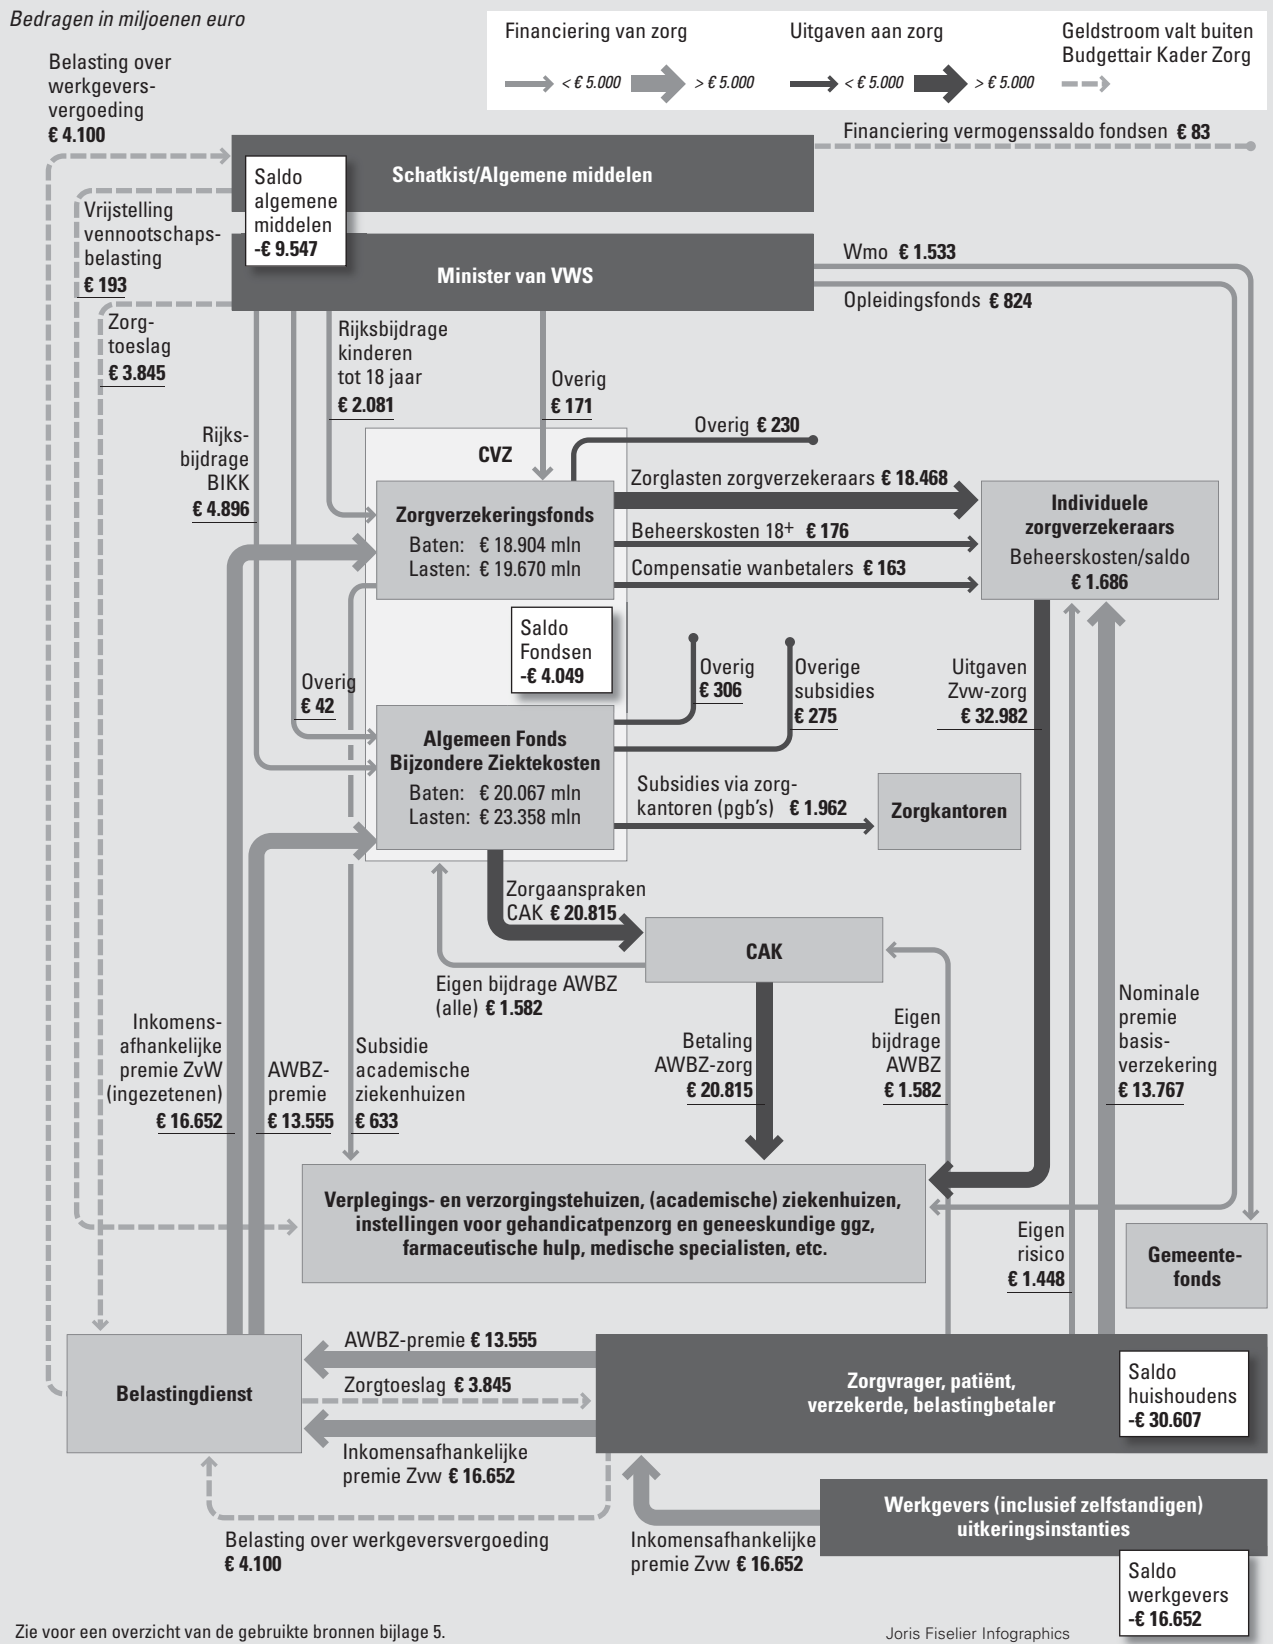 Bedragen in miljoenen euro
Financiering van zorg
< € 5.000
> € 5.000
Uitgaven aan zorg
< € 5.000
> € 5.000
Geldstroom valt buiten
Budgettair Kader Zorg
Belasting over
werkgevers-
vergoeding
€ 4.100
Financiering vermogenssaldo fondsen € 83
Schatkist/Algemene middelen
Saldo
algemene
middelen
-€ 9.547
Vrijstelling
vennootschaps-
belasting
€ 193
Minister van VWS
Wmo € 1.533
Opleidingsfonds € 824
Zorg-
toeslag
€ 3.845
Rijksbijdrage
kinderen
tot 18 jaar
€ 2.081
Overig
€ 171
Rijks-
bijdrage
BIKK
€ 4.896
CVZ
Overig € 230
Zorgverzekeringsfonds
Baten: € 18.904 mln
Lasten: € 19.670 mln
Zorglasten zorgverzekeraars € 18.468
Beheerskosten 18+ € 176
Compensatie wanbetalers € 163
Individuele
zorgverzekeraars
Beheerskosten/saldo
€ 1.686
Saldo
Fondsen
-€ 4.049
Overig
€ 42
Overig
€ 306
Overige
subsidies
€ 275
Uitgaven
Zvw-zorg
€ 32.982
Algemeen Fonds
Bijzondere Ziektekosten
Baten: € 20.067 mln
Lasten: € 23.358 mln
Subsidies via zorg-
kantoren (pgb's) € 1.962
Zorgkantoren
Zorgaanspraken
CAK € 20.815
CAK
Eigen bijdrage AWBZ
(alle) € 1.582
Inkomens-
afhankelijke
premie ZvW
(ingezetenen)
€ 16.652
AWBZ-
premie
€ 13.555
Subsidie
academische
ziekenhuizen
€ 633
Betaling
AWBZ-zorg
€ 20.815
Eigen
bijdrage
AWBZ
€ 1.582
Nominale
premie
basis-
verzekering
€ 13.767
Verplegings- en verzorgingstehuizen, (academische) ziekenhuizen,
instellingen voor gehandicatpenzorg en geneeskundige ggz,
farmaceutische hulp, medische specialisten, etc.
Eigen
risico
€ 1.448
Gemeente-
fonds
Belastingdienst
AWBZ-premie € 13.555
Zorgtoeslag € 3.845
Inkomensafhankelijke
premie Zvw € 16.652
Zorgvrager, patiënt,
verzekerde, belastingbetaler
Saldo
huishoudens
-€ 30.607
Belasting over werkgeversvergoeding
€ 4.100
Inkomensafhankelijke
premie Zvw € 16.652
Werkgevers (inclusief zelfstandigen)
uitkeringsinstanties
Saldo
werkgevers
-€ 16.652
Zie voor een overzicht van de gebruikte bronnen bijlage 5.
Joris Fiselier Infographics